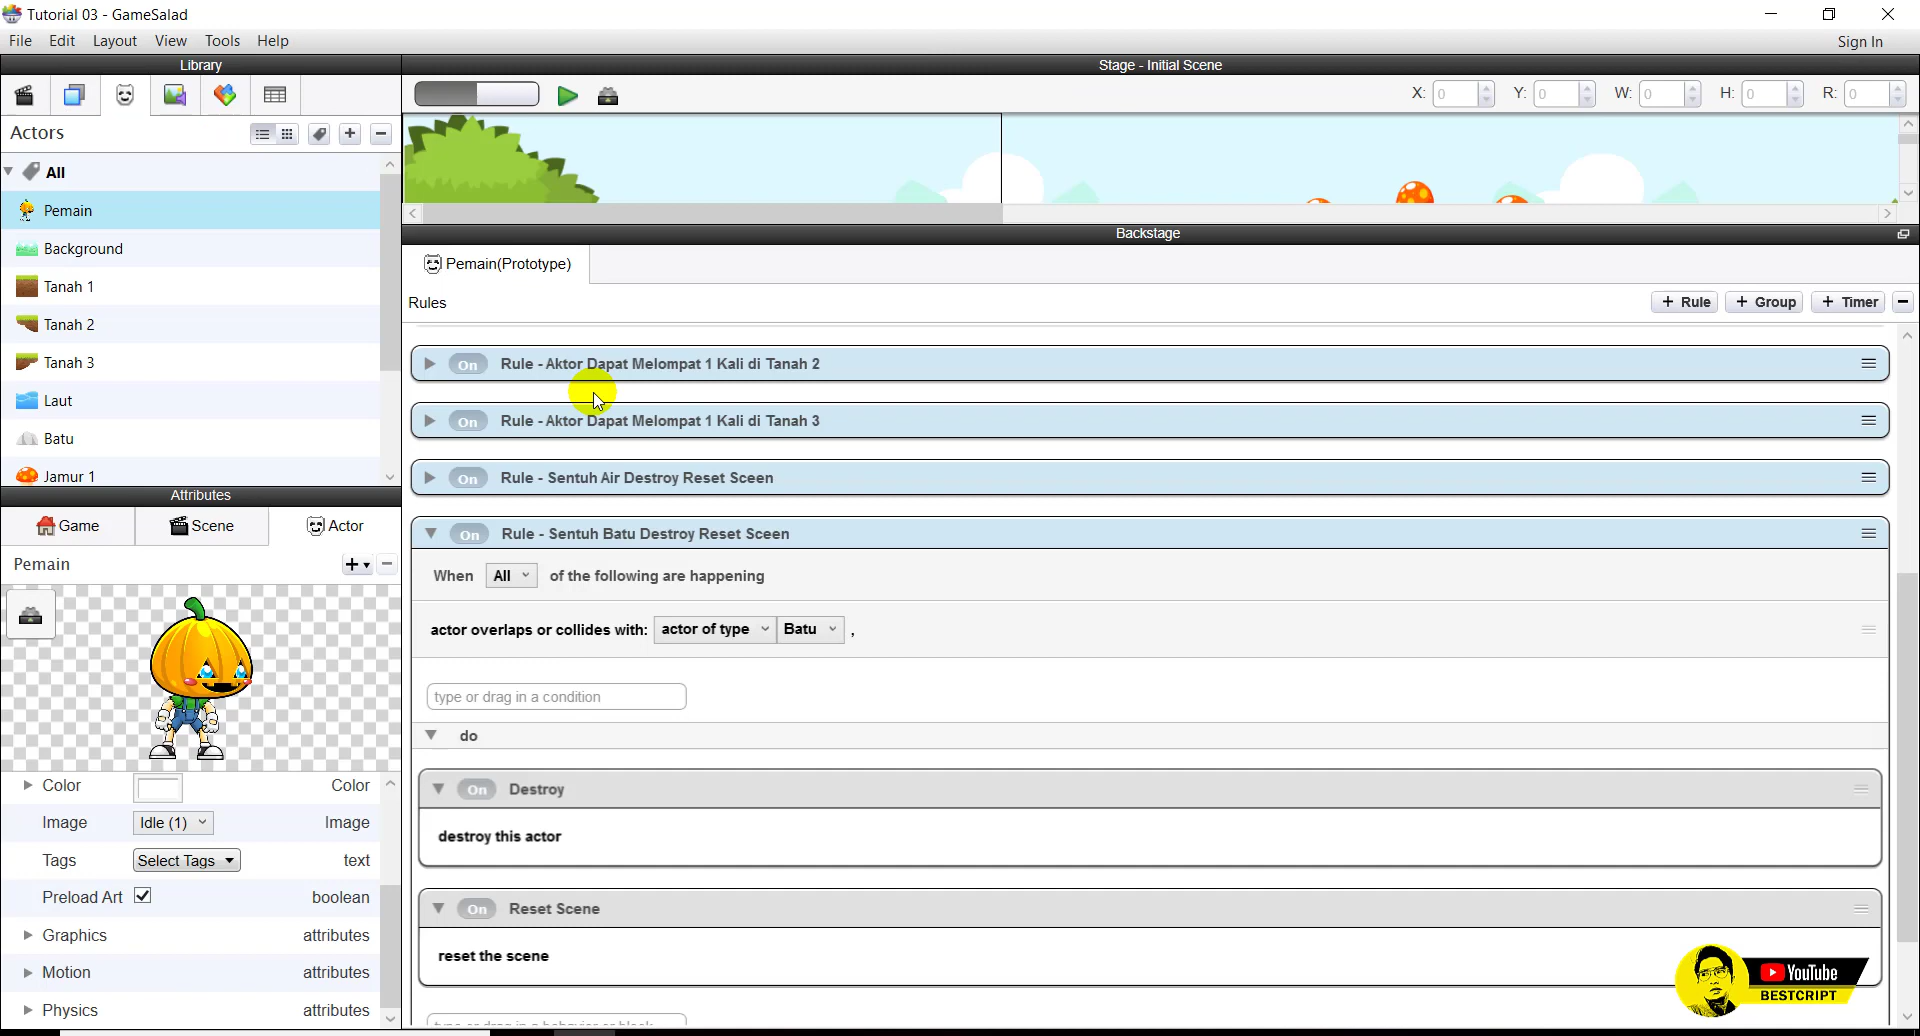 Tutorial 03 - GameSalad
File Edit Layout View Tools Help
Sign In
Library
Stage - Initial Scene
X: 0 Y: 0 W: 0 H: 0 R: 0
Actors
All
Pemain
Background
Tanah 1
Tanah 2
Tanah 3
Laut
Batu
Jamur 1
Backstage
Pemain(Prototype)
Rules
+ Rule + Group + Timer
On Rule - Aktor Dapat Melompat 1 Kali di Tanah 2
On Rule - Aktor Dapat Melompat 1 Kali di Tanah 3
On Rule - Sentuh Air Destroy Reset Sceen
On Rule - Sentuh Batu Destroy Reset Sceen
When All of the following are happening
actor overlaps or collides with: actor of type Batu ,
type or drag in a condition
do
On Destroy
destroy this actor
On Reset Scene
reset the scene
Attributes
Game Scene Actor
Pemain
Color Color
Image Idle (1) Image
Tags Select Tags text
Preload Art boolean
Graphics attributes
Motion attributes
Physics attributes
YouTube
BESTCRIPT